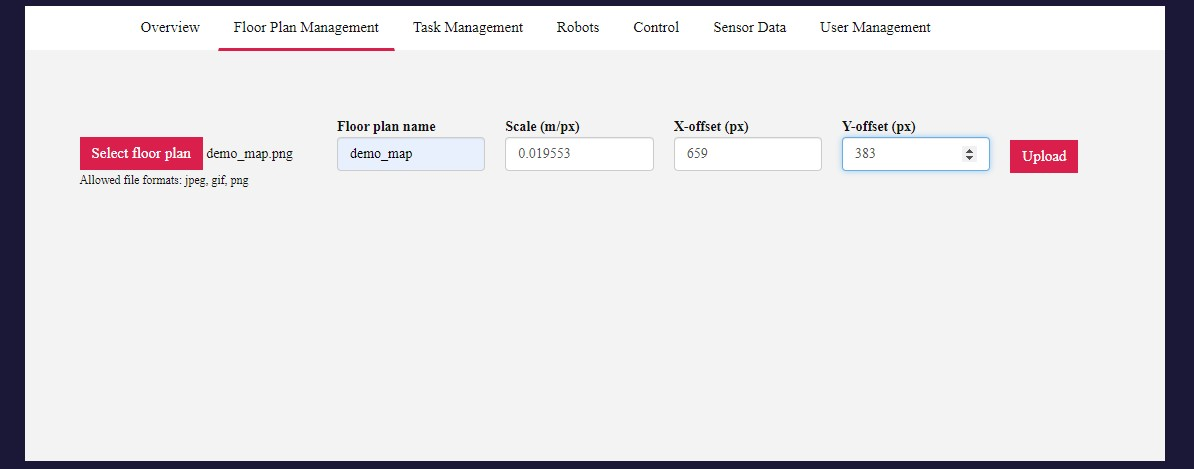 Overview Floor Plan Management Task Management Robots Control Sensor Data User Management
Floor plan name Scale (m/px) X-offset (px) Y-offset (px)
Select floor plan demo_map.png demo_map 0.019553 659 383 Upload
Allowed file formats: jpeg, gif, png